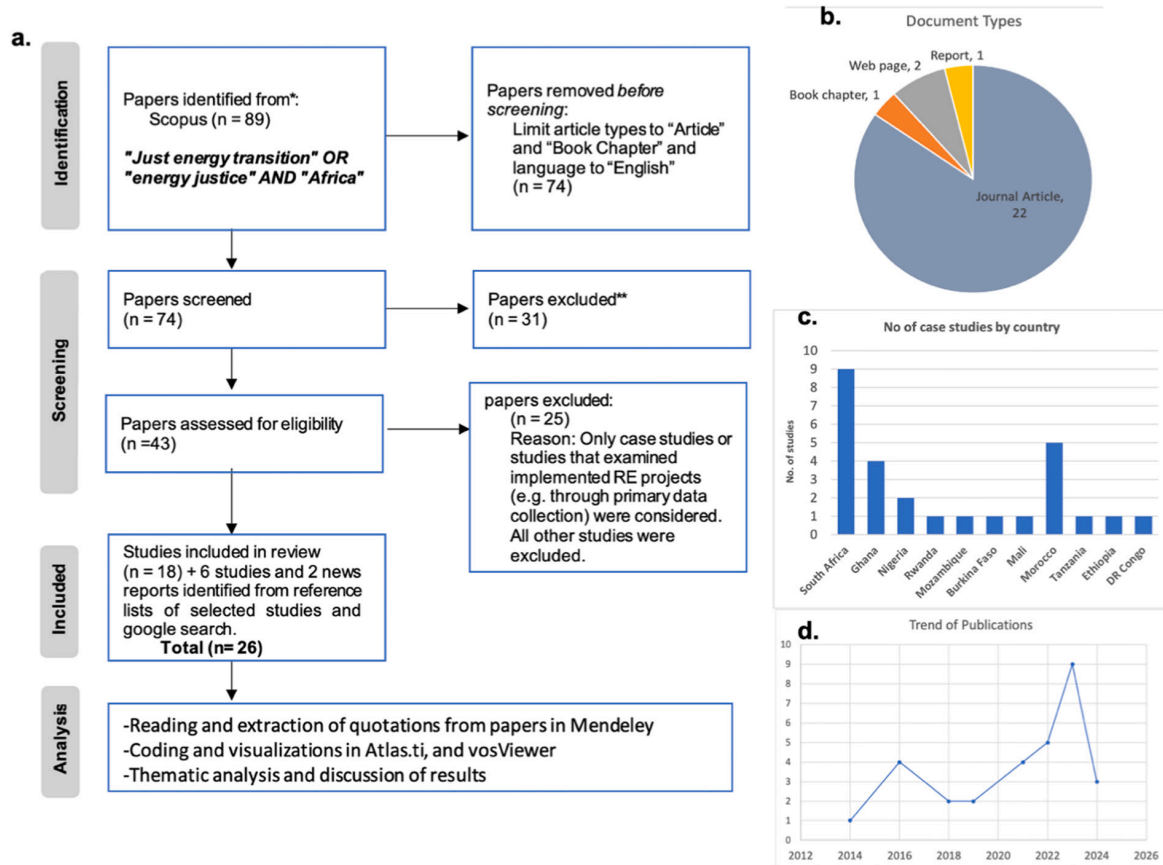 a.
Identification
Papers identified from*:
Scopus (n = 89)
"Just energy transition" OR
"energy justice" AND "Africa"
Papers removed before
screening:
Limit article types to “Article”
and “Book Chapter” and
language to “English”
(n = 74)
Screening
Papers screened
(n = 74)
Papers excluded**
(n = 31)
Papers assessed for eligibility
(n =43)
papers excluded:
(n = 25)
Reason: Only case studies or
studies that examined
implemented RE projects
(e.g. through primary data
collection) were considered.
All other studies were
excluded.
Included
Studies included in review
(n = 18) + 6 studies and 2 news
reports identified from reference
lists of selected studies and
google search.
Total (n= 26)
Analysis
-Reading and extraction of quotations from papers in Mendeley
-Coding and visualizations in Atlas.ti, and vosViewer
-Thematic analysis and discussion of results
b.
Document Types
Report, 1
Web page, 2
Book chapter, 1
Journal Article,
22
c.
No of case studies by country
No. of studies
10
9
8
7
6
5
4
3
2
1
0
South Africa
Ghana
Nigeria
Rwanda
Mozambique
Burkina Faso
Mali
Morocco
Tanzania
Ethiopia
DR Congo
d.
Trend of Publications
10
9
8
7
6
5
4
3
2
1
0
2012 2014 2016 2018 2020 2022 2024 2026